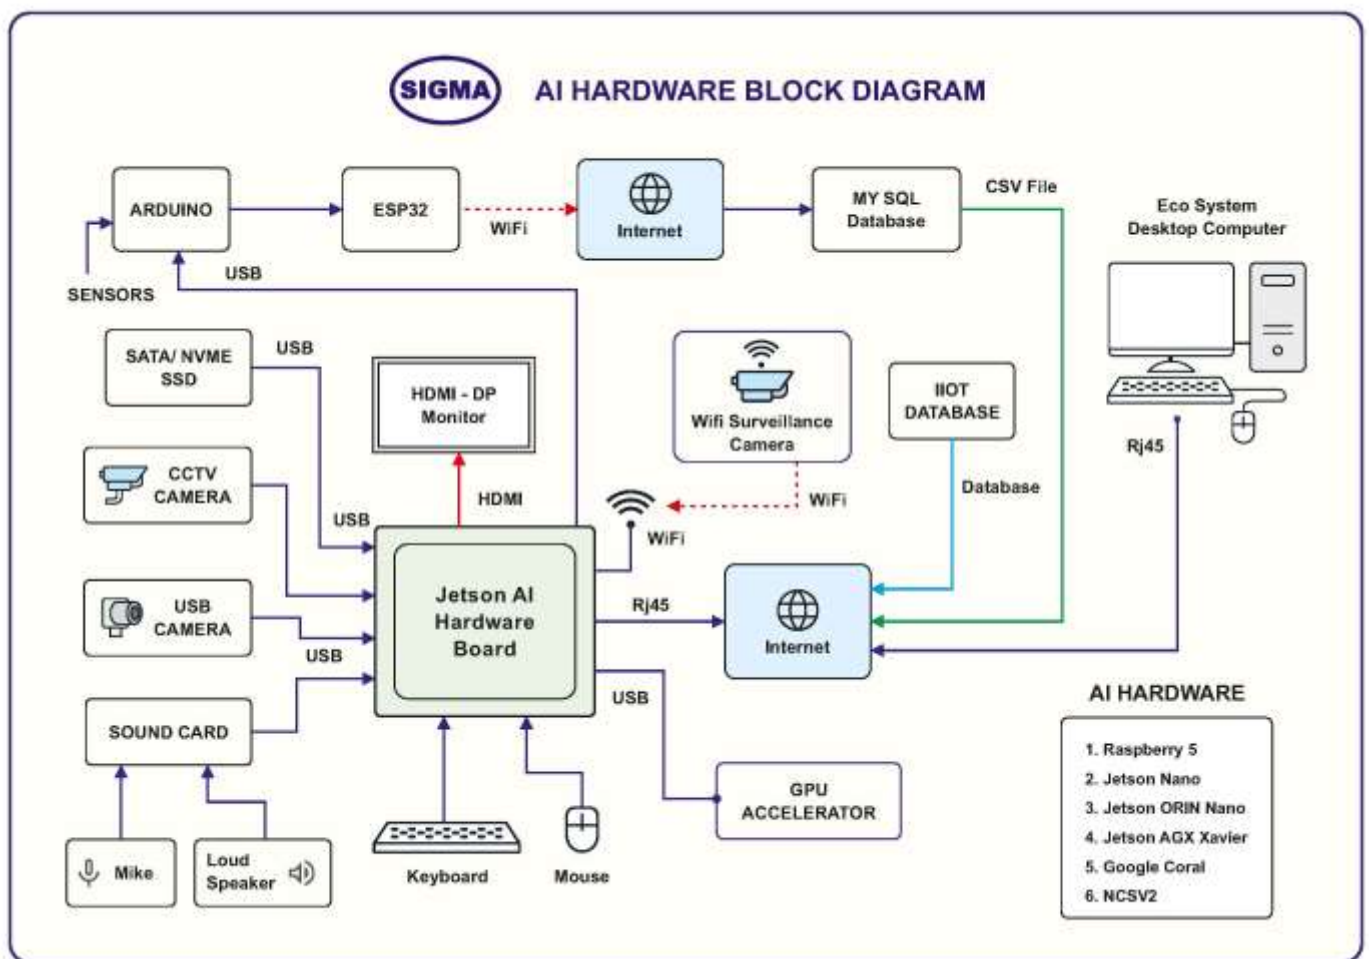 SIGMA
AI HARDWARE BLOCK DIAGRAM
ARDUINO
ESP32
WiFi
Internet
MY SQL
Database
CSV File
Eco System
Desktop Computer
SENSORS
USB
SATA/ NVME
SSD
USB
HDMI - DP
Monitor
Wifi Surveillance
Camera
IIOT
DATABASE
Rj45
CCTV
CAMERA
HDMI
USB
WiFi
WiFi
Database
USB
CAMERA
USB
Jetson AI
Hardware
Board
Rj45
Internet
USB
SOUND CARD
GPU
ACCELERATOR
Mike
Loud
Speaker
Keyboard
Mouse
AI HARDWARE
1. Raspberry 5
2. Jetson Nano
3. Jetson ORIN Nano
4. Jetson AGX Xavier
5. Google Coral
6. NCSV2